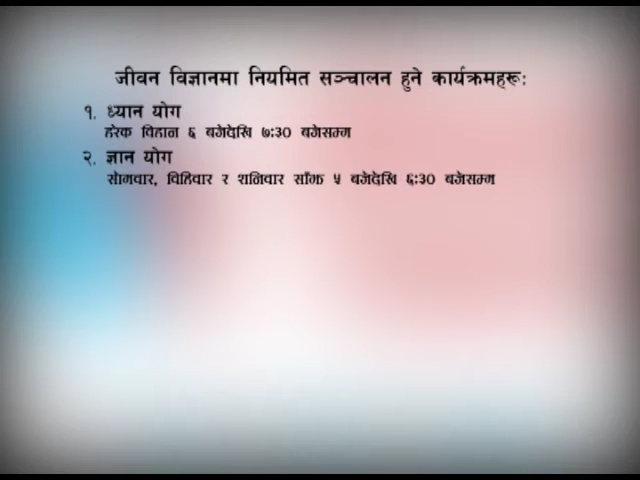 जीवन विज्ञानमा नियमित सञ्चालन हुने कार्यक्रमहरू:
१. ध्यान योग
हरेक विहान ६ बजेदेखि ७:३० बजेसम्म
२. ज्ञान योग
सोमवार, विहिवार र शनिवार साँझ ५ बजेदेखि ६:३० बजेसम्म